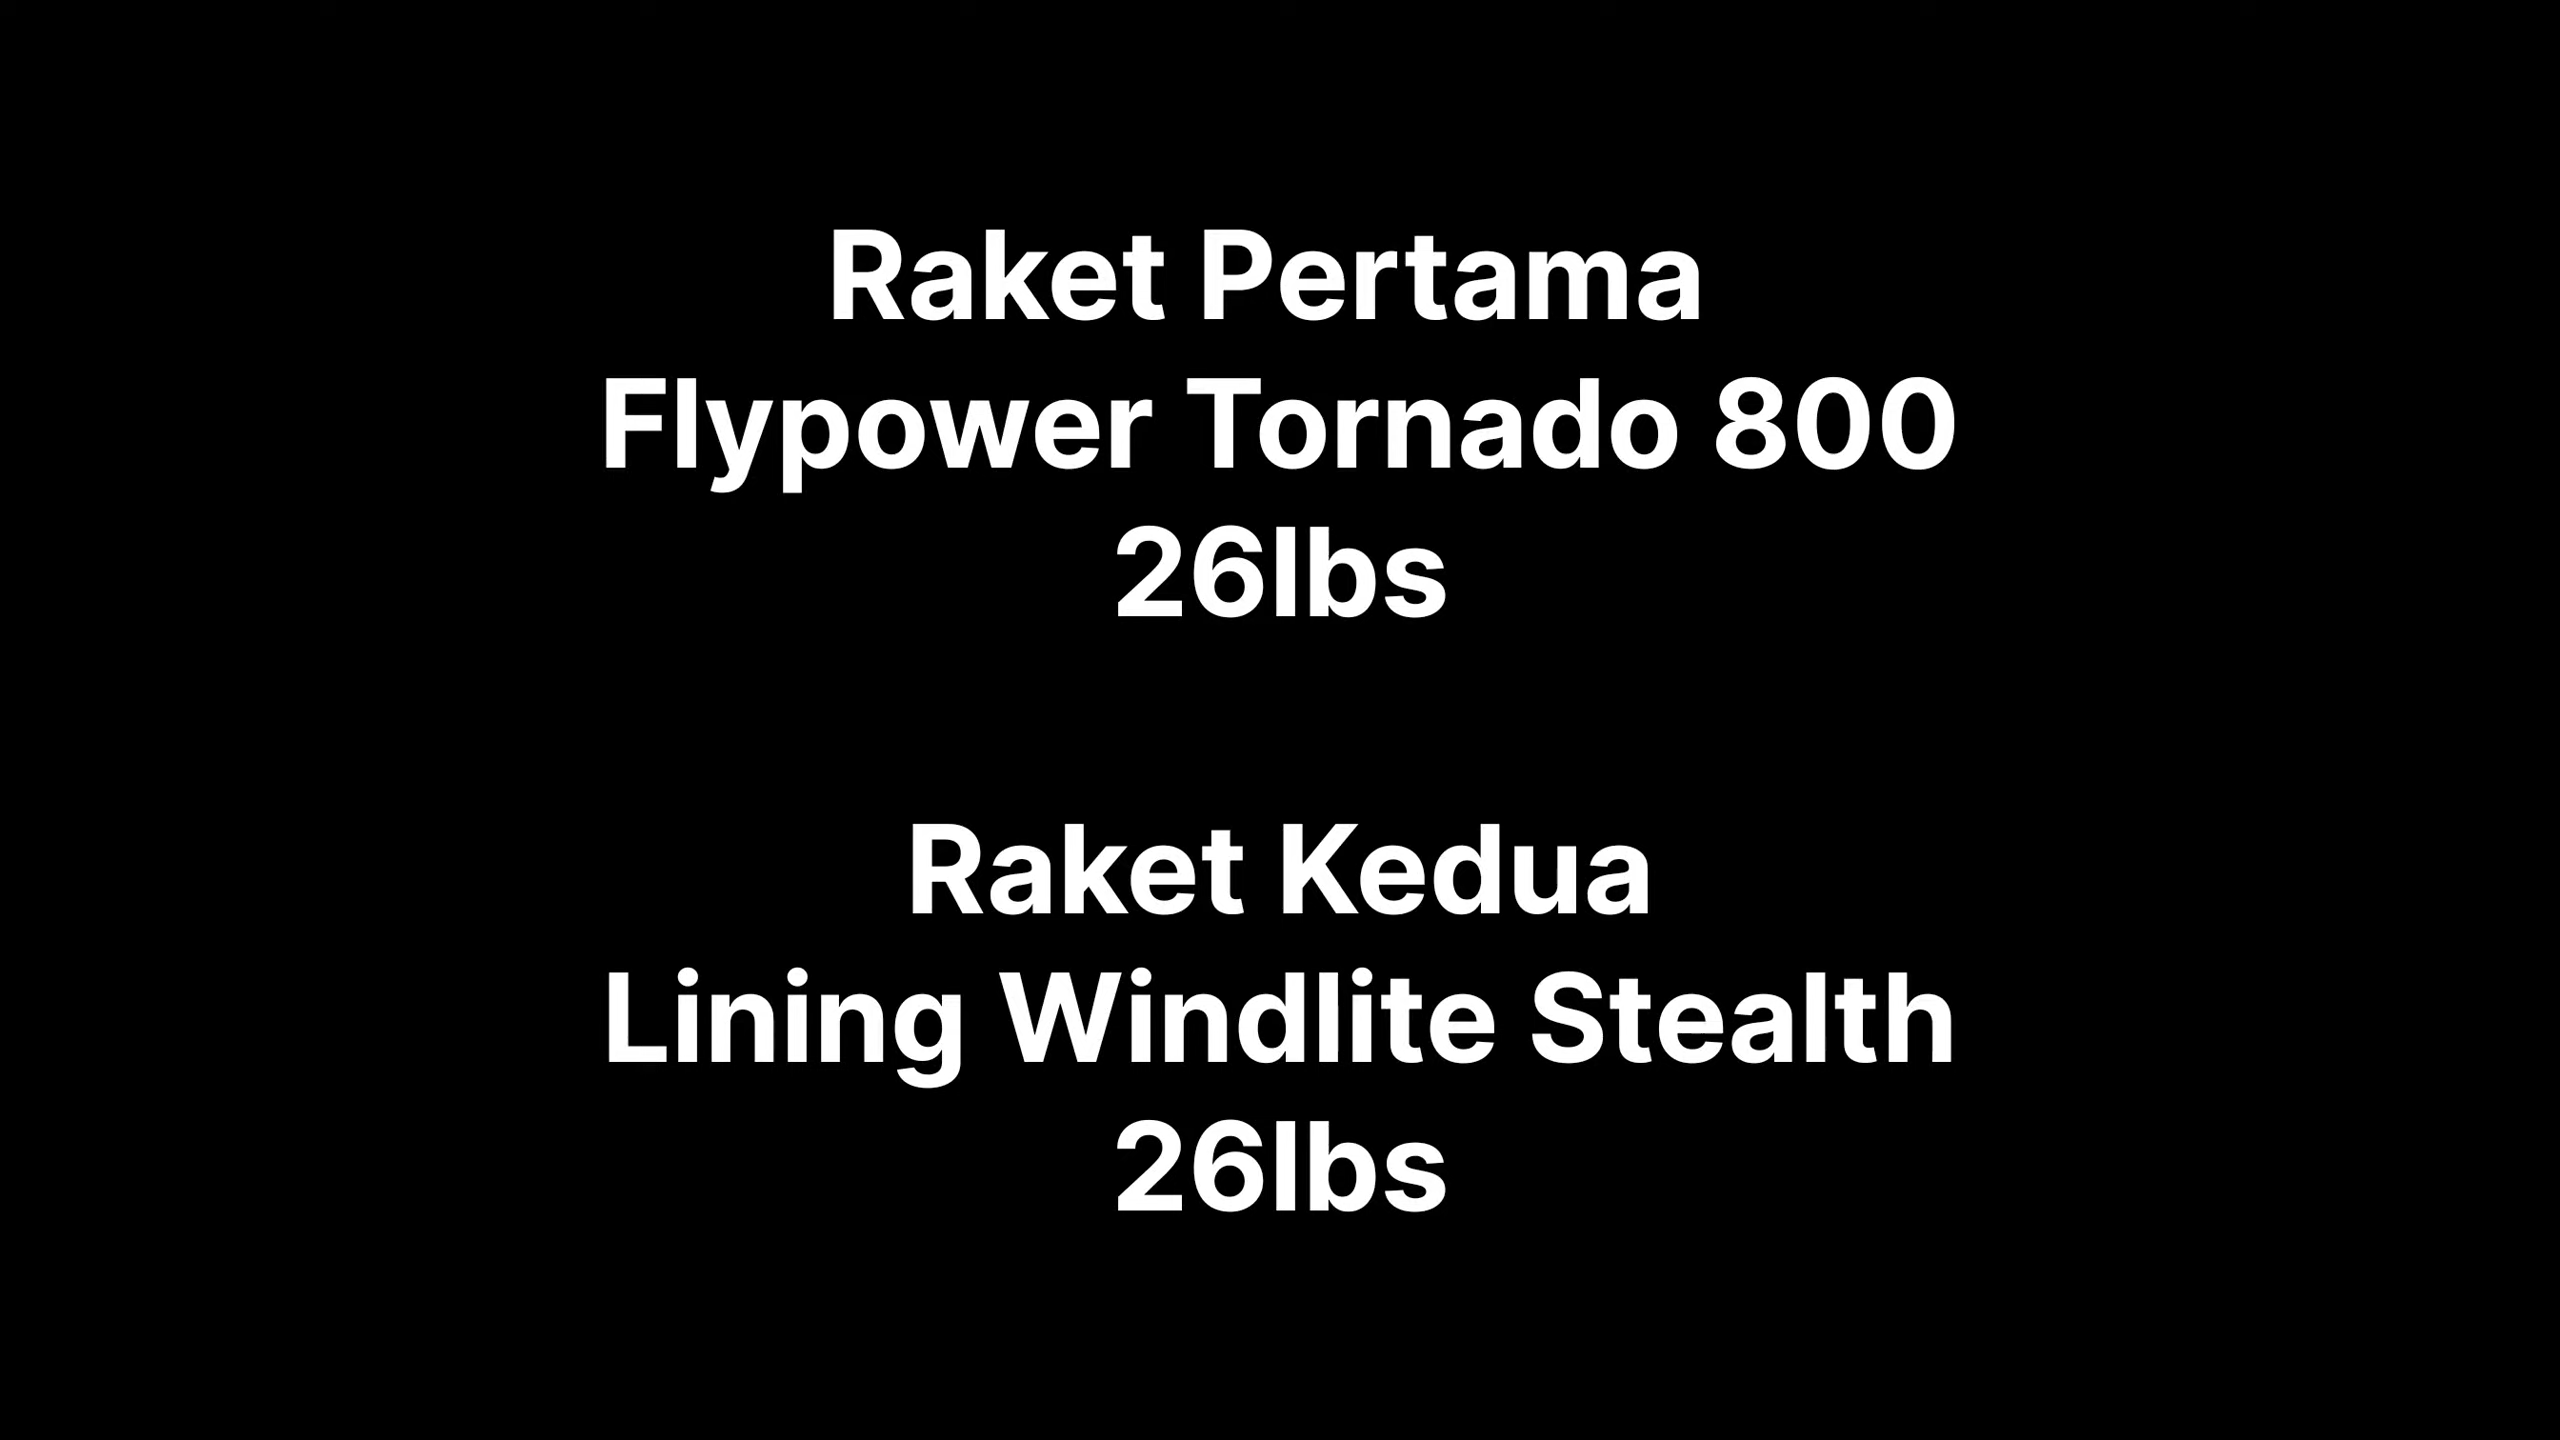 Raket Pertama
Flypower Tornado 800
26lbs
Raket Kedua
Lining Windlite Stealth
26lbs